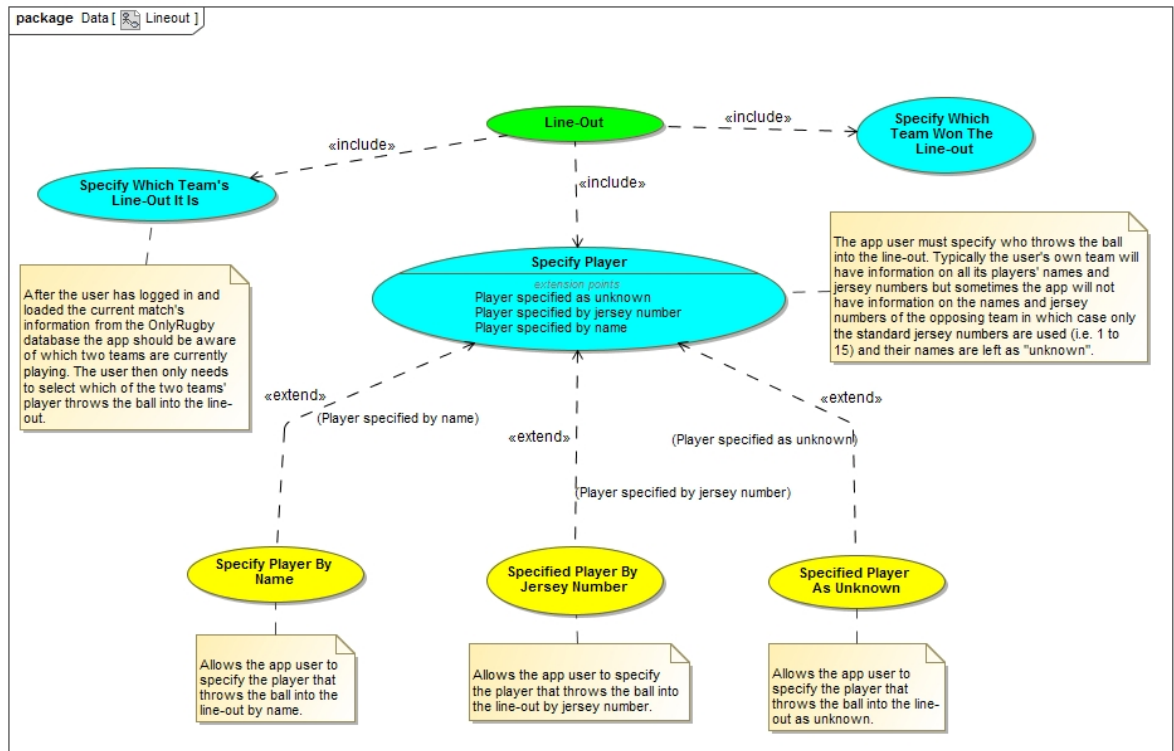 package Data [ Lineout ]
Line-Out
«include»
Specify Which
Team Won The
Line-out
«include»
«include»
Specify Which Team's
Line-Out It Is
Specify Player
extension points
Player specified as unknown
Player specified by jersey number
Player specified by name
The app user must specify who throws the ball
into the line-out. Typically the user's own team will
have information on all its players' names and
jersey numbers but sometimes the app will not
have information on the names and jersey
numbers of the opposing team in which case only
the standard jersey numbers are used (i.e. 1 to
15) and their names are left as "unknown".
After the user has logged in and
loaded the current match's
information from the OnlyRugby
database the app should be aware
of which two teams are currently
playing. The user then only needs
to select which of the two teams'
player throws the ball into the line-
out.
«extend»
(Player specified by name)
«extend»
(Player specified by jersey number)
«extend»
(Player specified as unknown)
Specify Player By
Name
Specified Player By
Jersey Number
Specified Player
As Unknown
Allows the app user to
specify the player that
throws the ball into the
line-out by name.
Allows the app user to specify
the player that throws the ball into
the line-out by jersey number.
Allows the app user to
specify the player that
throws the ball into the line-
out as unknown.